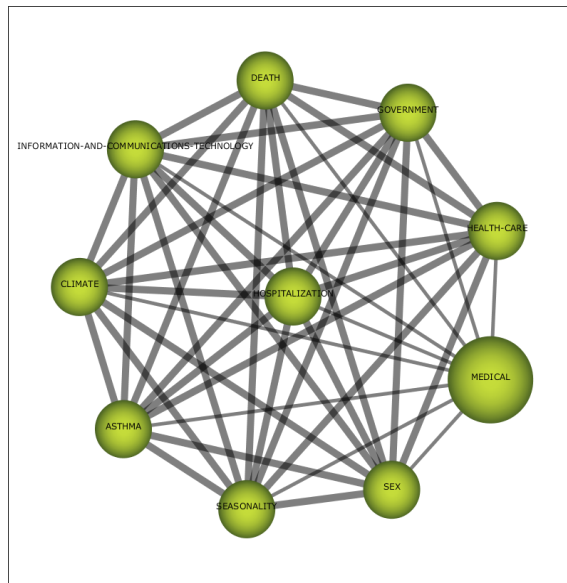 DEATH
GOVERNMENT
INFORMATION-AND-COMMUNICATIONS-TECHNOLOGY
HEALTH-CARE
CLIMATE
HOSPITALIZATION
MEDICAL
ASTHMA
SEX
SEASONALITY